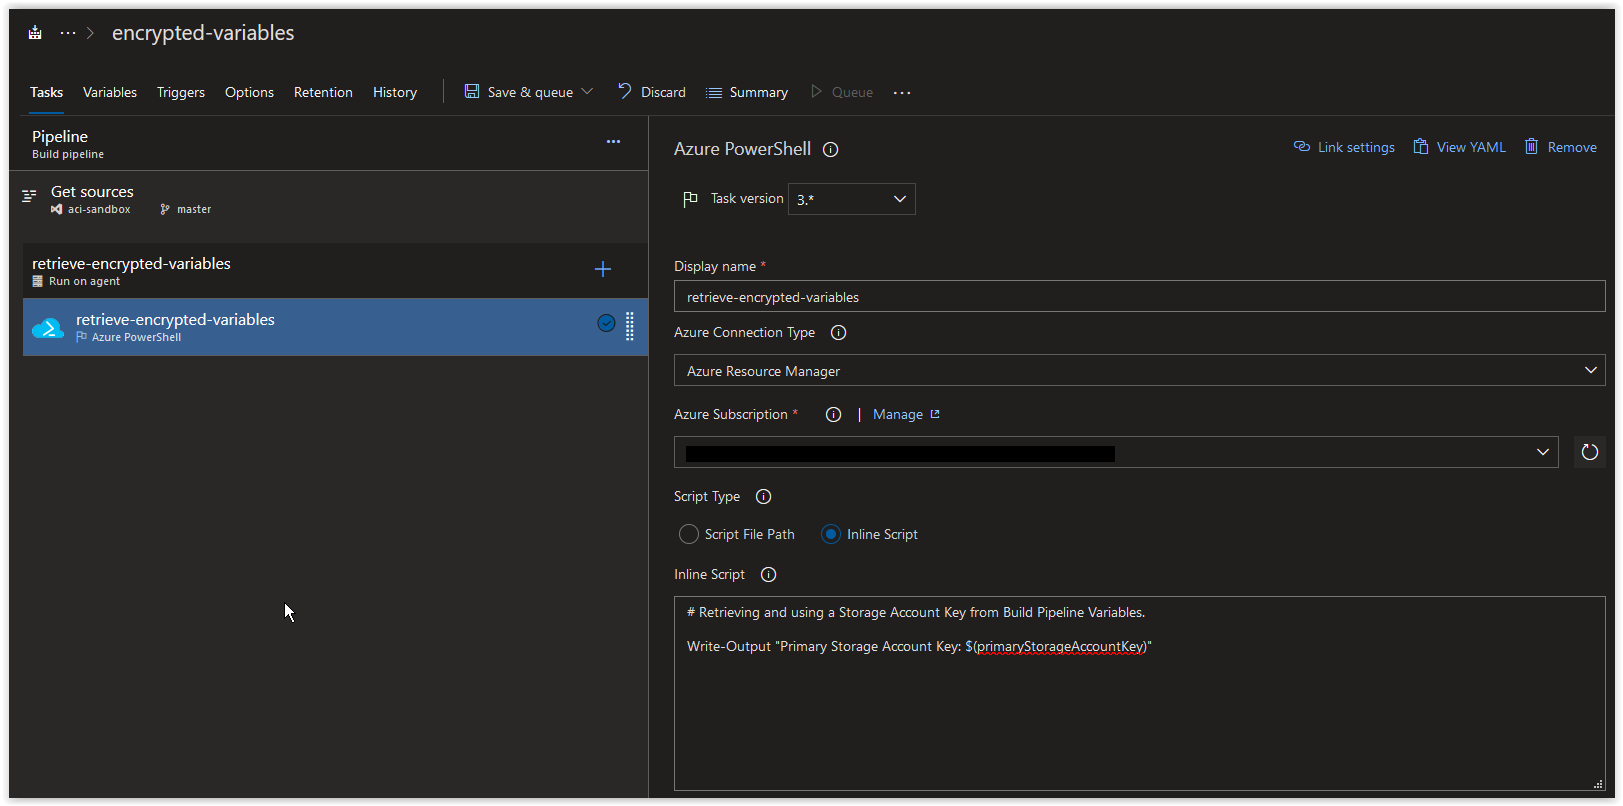 encrypted-variables
Tasks Variables Triggers Options Retention History Save & queue Discard Summary Queue
Pipeline
Build pipeline
Get sources
aci-sandbox master
retrieve-encrypted-variables
Run on agent
retrieve-encrypted-variables
Azure PowerShell
Azure PowerShell
Link settings View YAML Remove
Task version 3.*
Display name *
retrieve-encrypted-variables
Azure Connection Type
Azure Resource Manager
Azure Subscription * | Manage
Script Type
Script File Path Inline Script
Inline Script
# Retrieving and using a Storage Account Key from Build Pipeline Variables.
Write-Output "Primary Storage Account Key: $(primaryStorageAccountKey)"